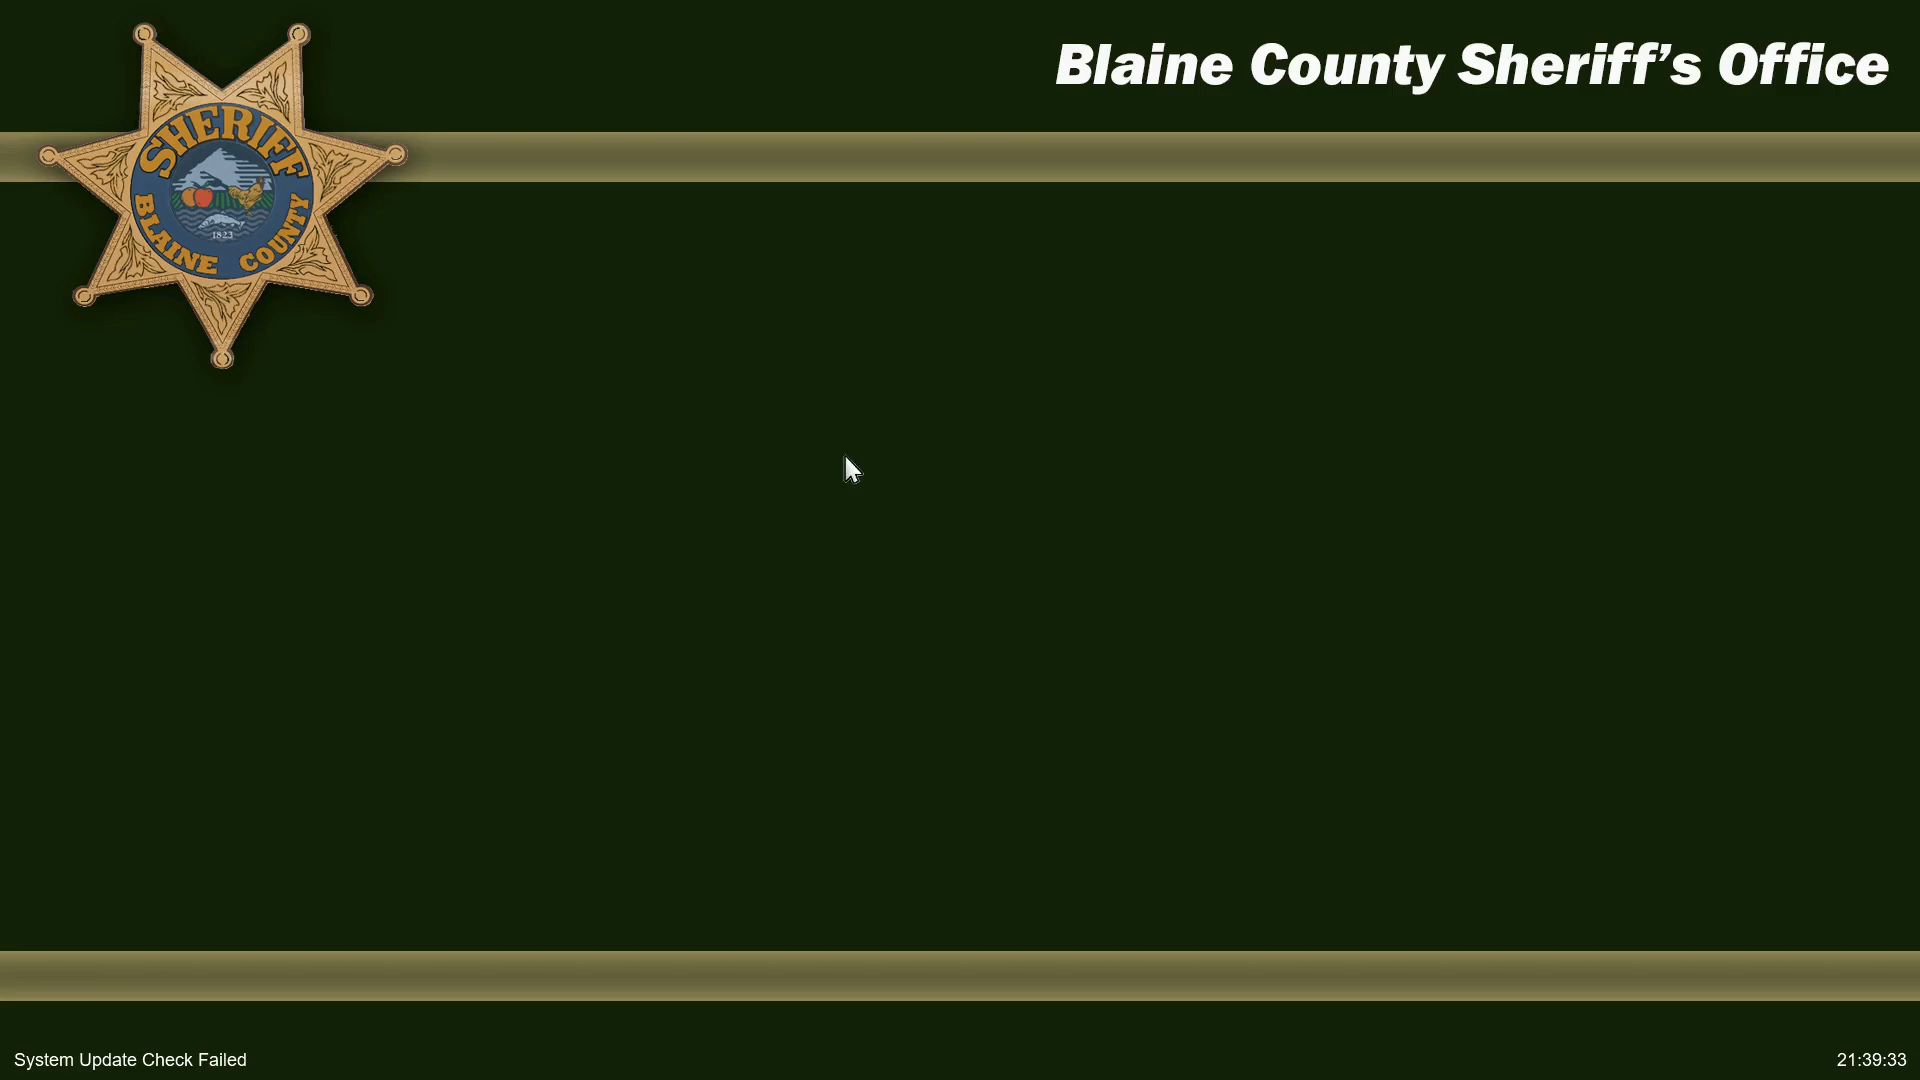 Blaine County Sheriff’s Office
SHERIFF
1823
BLAINE COUNTY
System Update Check Failed
21:39:33